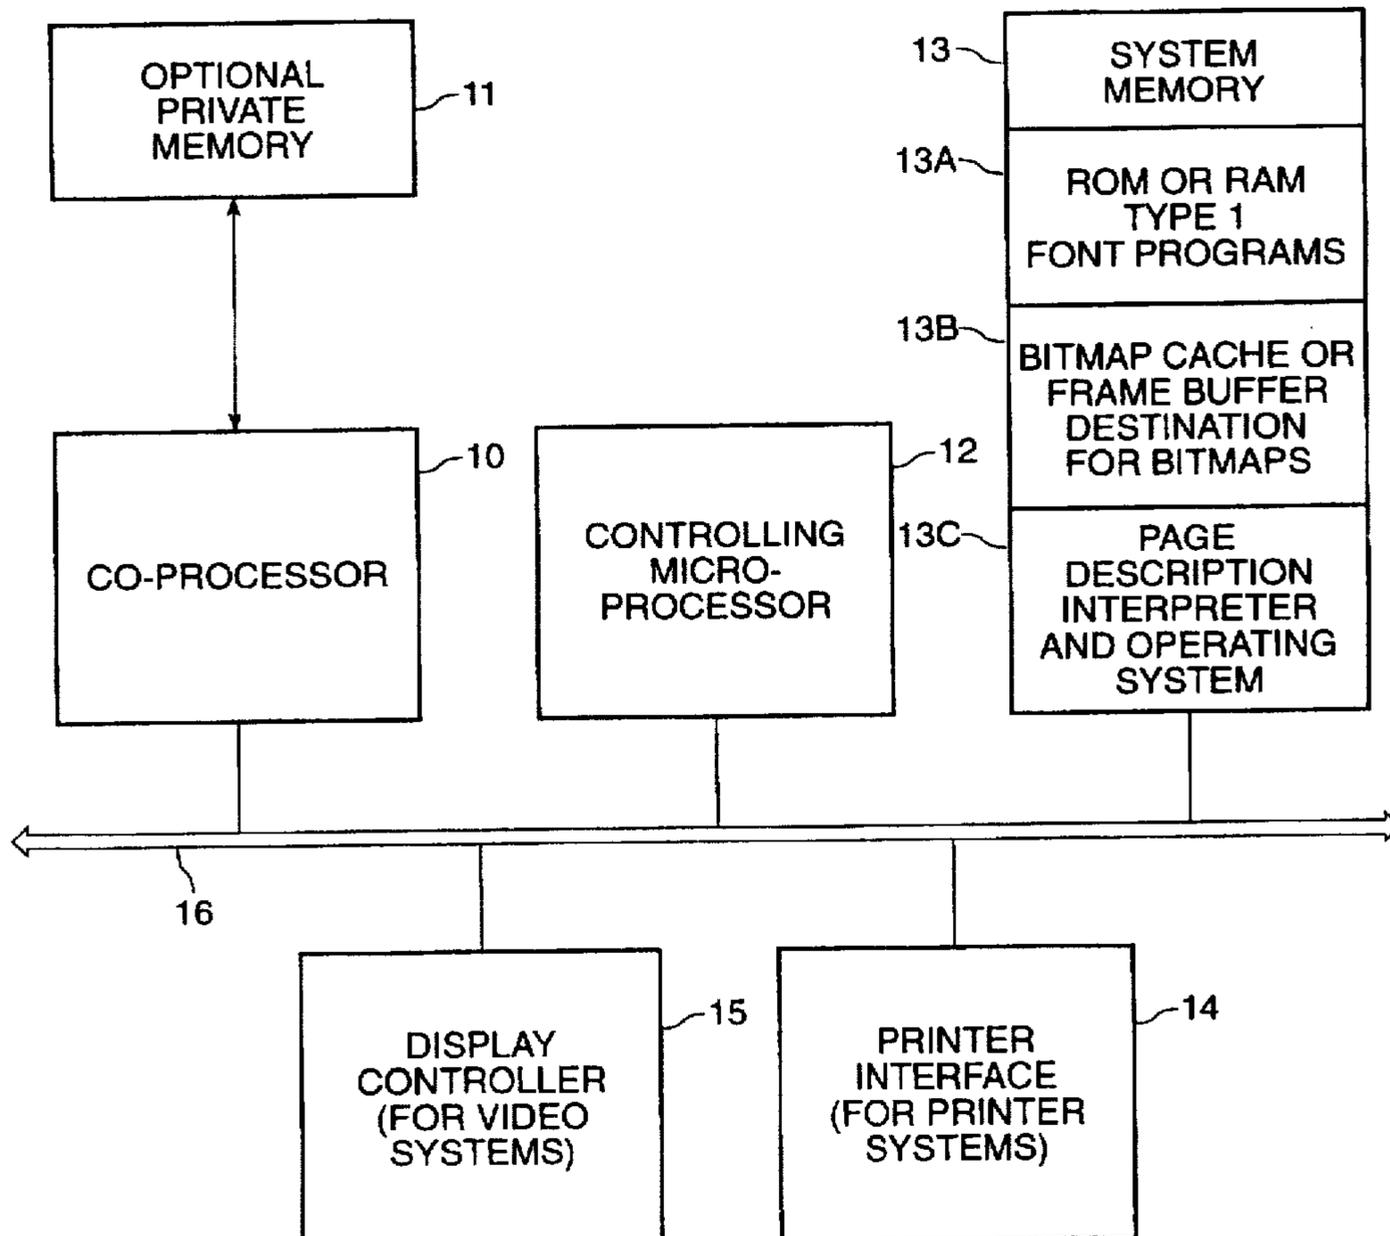 OPTIONAL
PRIVATE
MEMORY
11
13
SYSTEM
MEMORY
13A
ROM OR RAM
TYPE 1
FONT PROGRAMS
13B
BITMAP CACHE OR
FRAME BUFFER
DESTINATION
FOR BITMAPS
13C
PAGE
DESCRIPTION
INTERPRETER
AND OPERATING
SYSTEM
CO-PROCESSOR
10
CONTROLLING
MICRO-
PROCESSOR
12
16
DISPLAY
CONTROLLER
(FOR VIDEO
SYSTEMS)
15
PRINTER
INTERFACE
(FOR PRINTER
SYSTEMS)
14